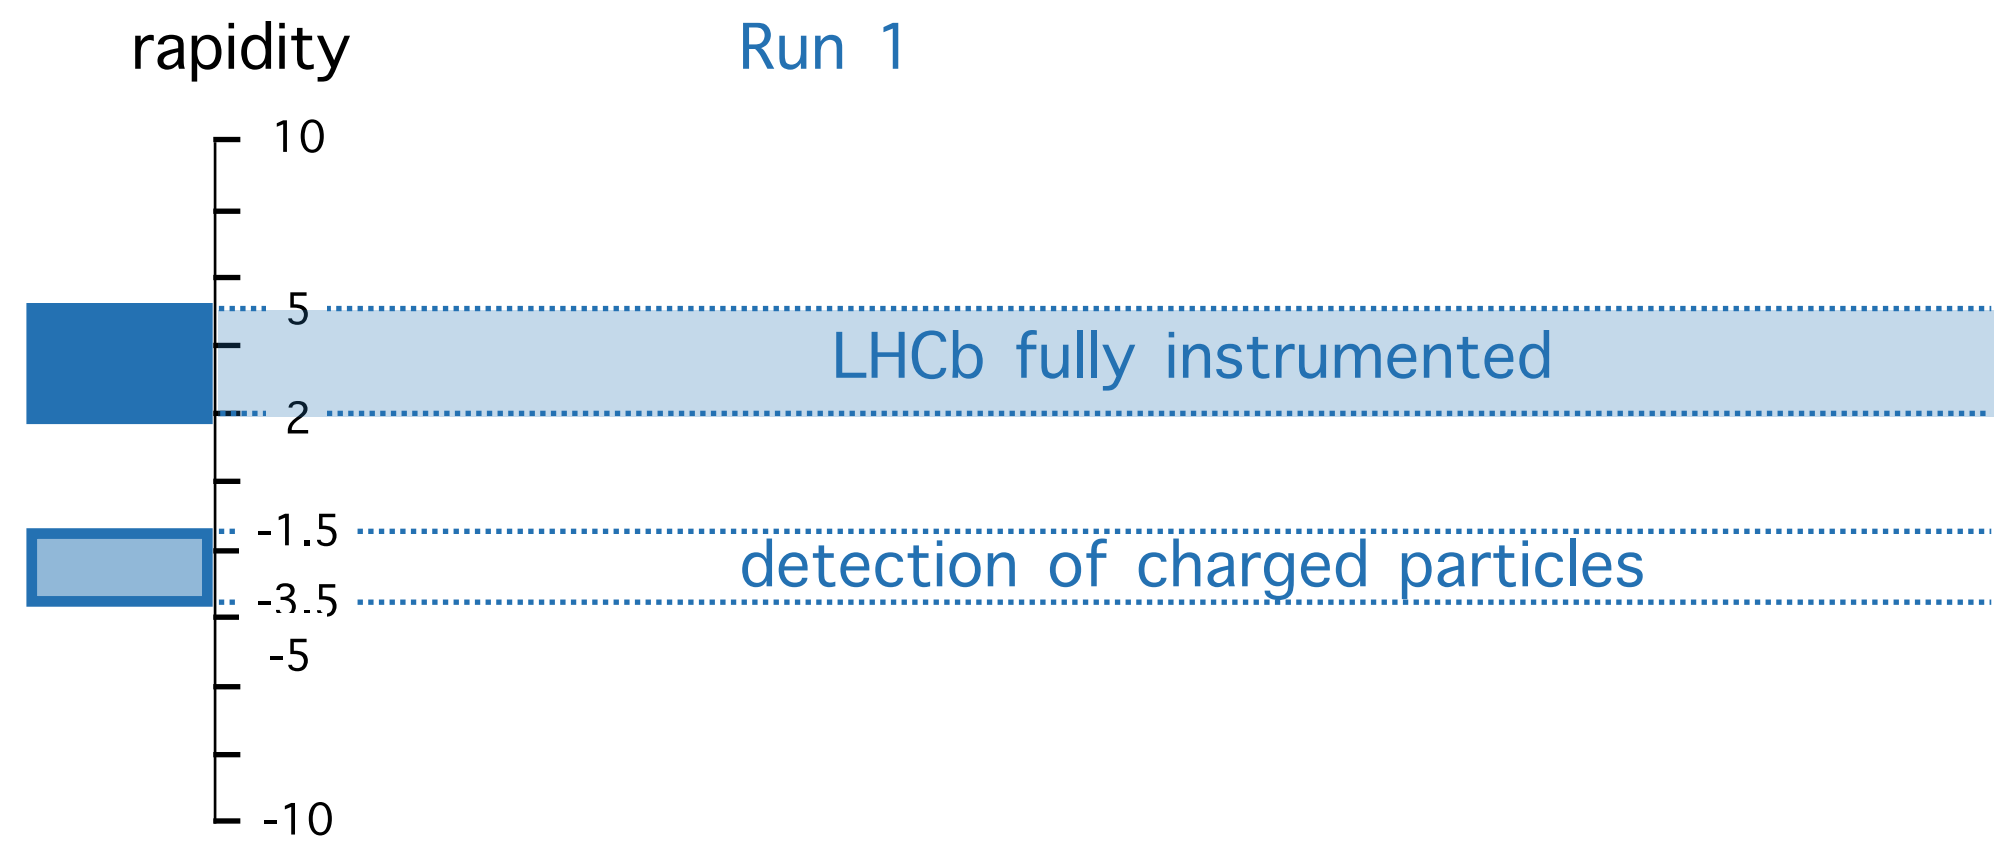 rapidity
Run 1
10
5
LHCb fully instrumented
2
-1.5
detection of charged particles
-3.5
-5
-10